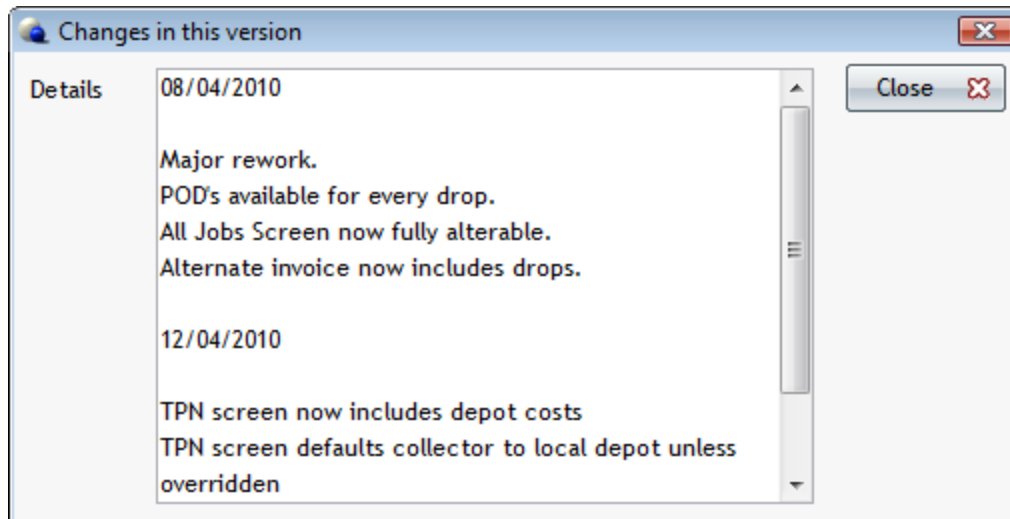 Changes in this version
Details
Close
08/04/2010
Major rework.
POD's available for every drop.
All Jobs Screen now fully alterable.
Alternate invoice now includes drops.
12/04/2010
TPN screen now includes depot costs
TPN screen defaults collector to local depot unless
overridden